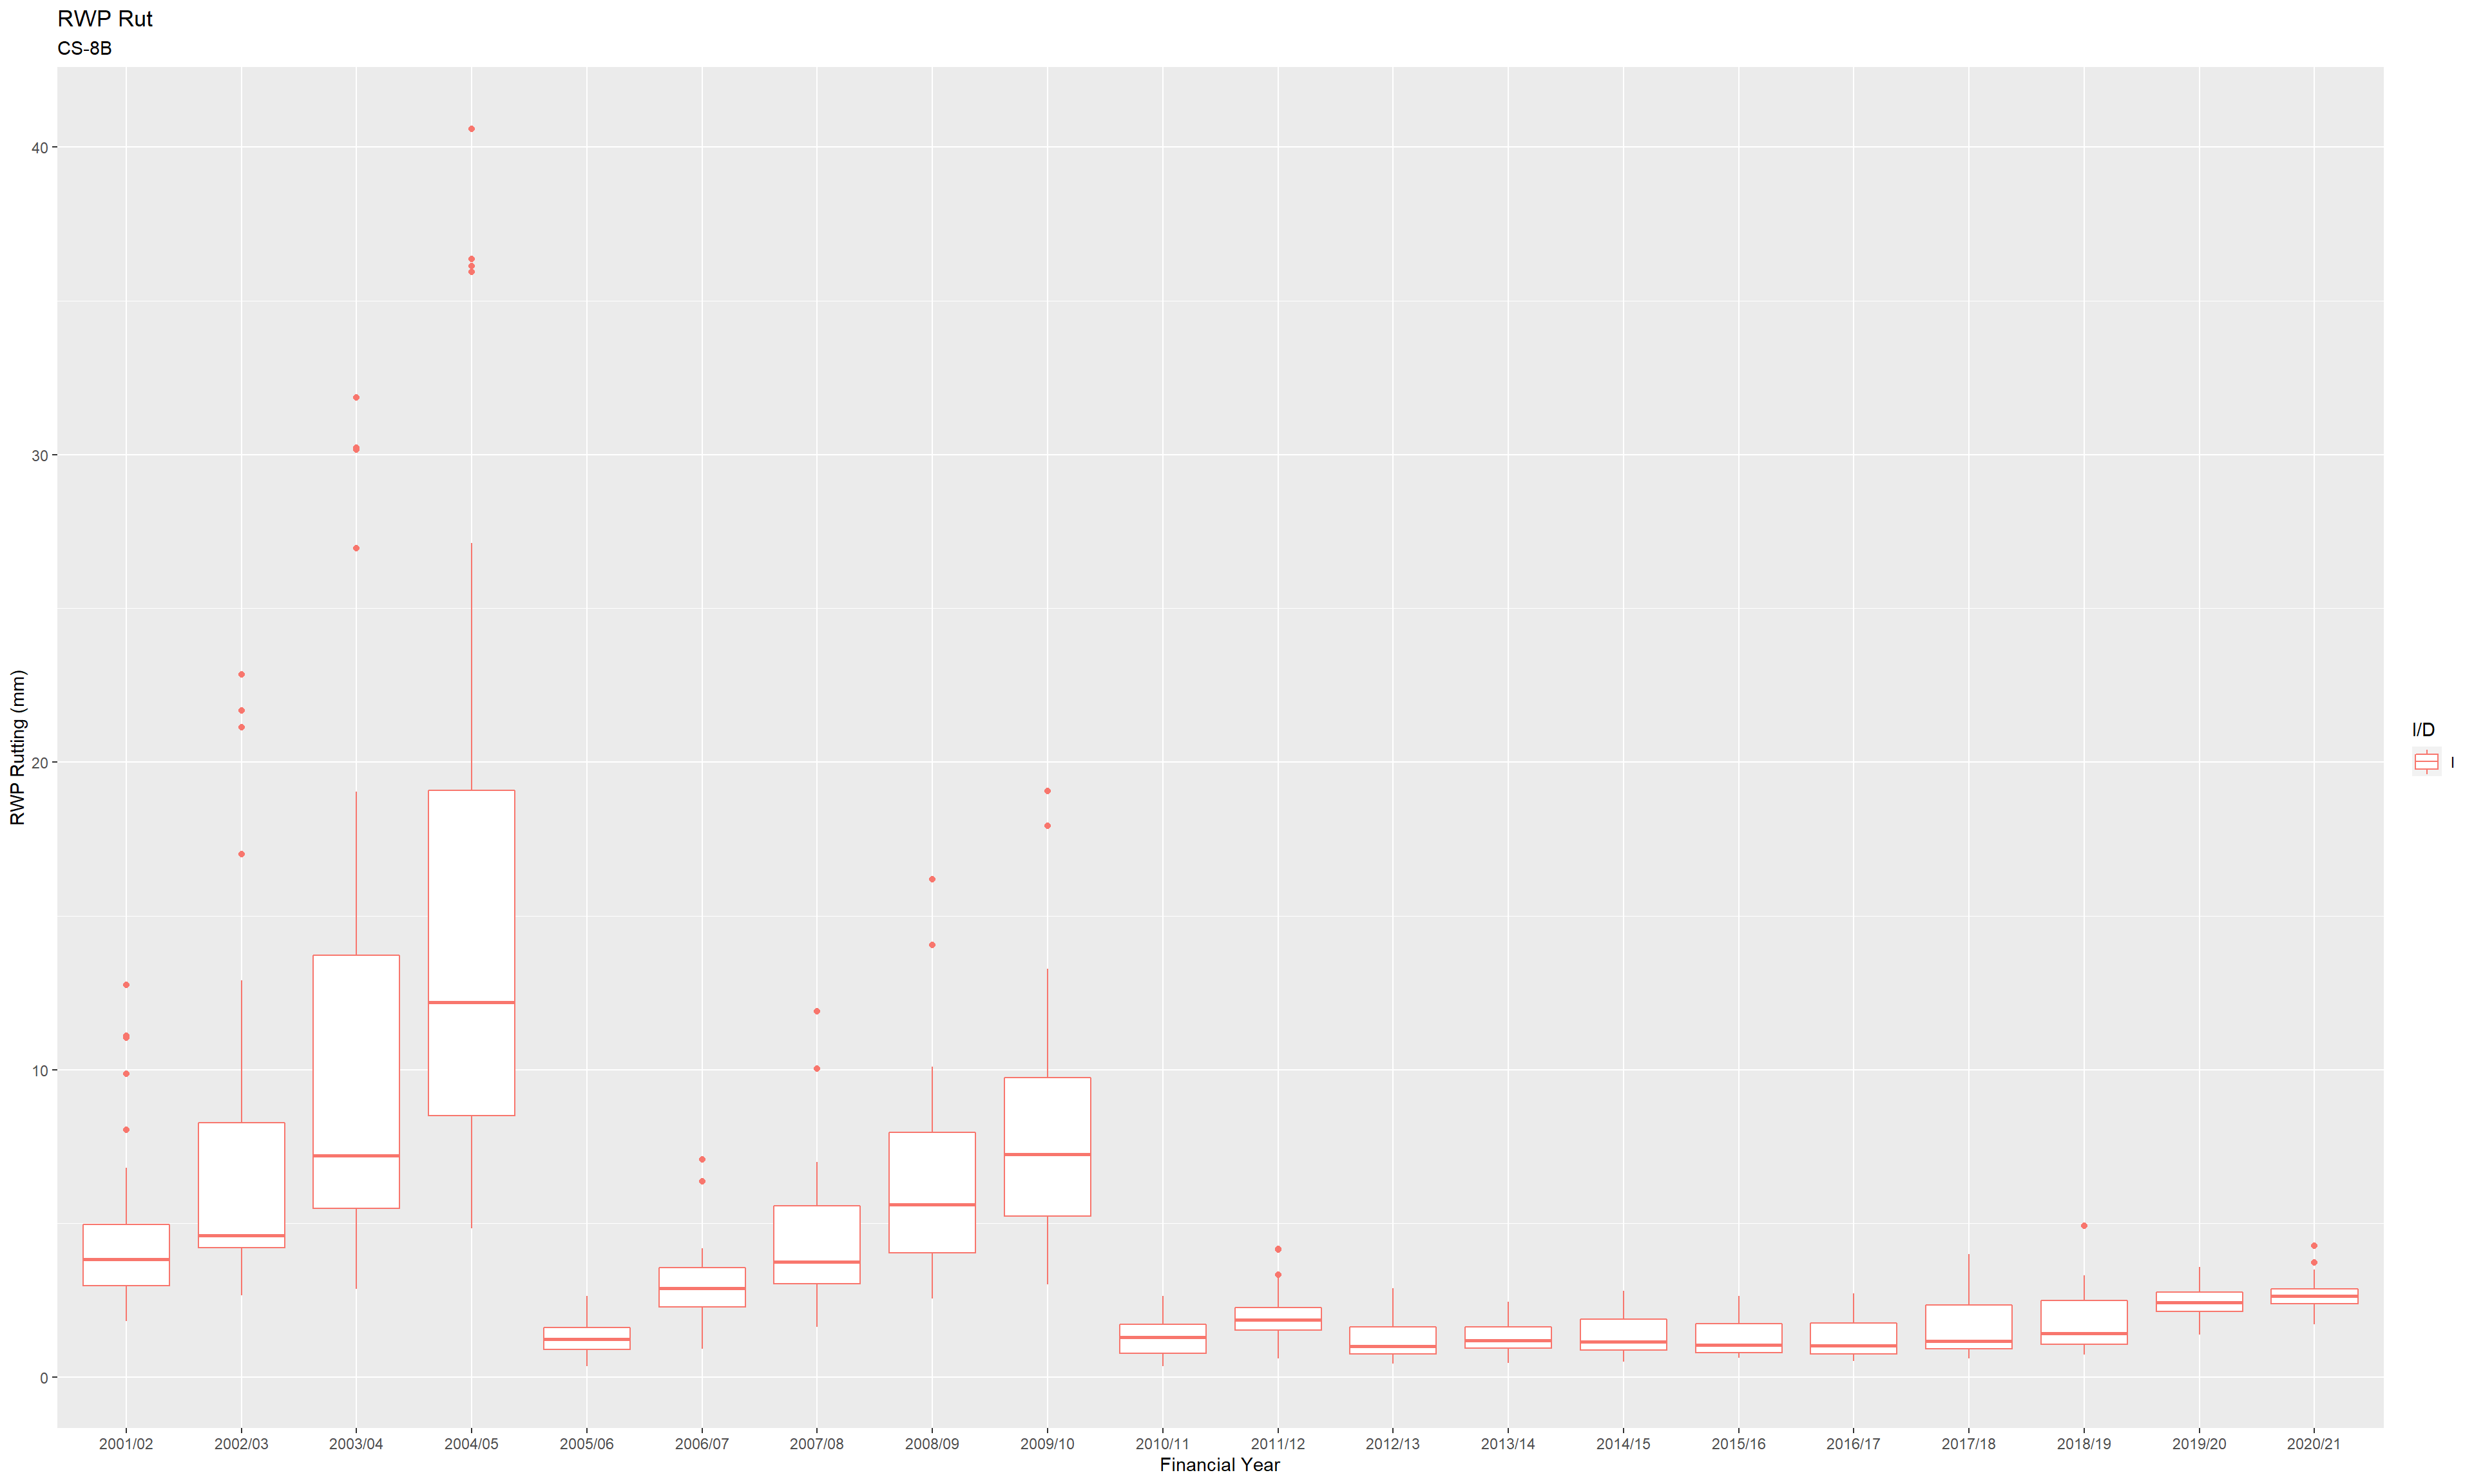 RWP Rut
CS-8B
RWP Rutting (mm)
40
30
20
10
0
2001/02 2002/03 2003/04 2004/05 2005/06 2006/07 2007/08 2008/09 2009/10 2010/11 2011/12 2012/13 2013/14 2014/15 2015/16 2016/17 2017/18 2018/19 2019/20 2020/21
Financial Year
I/D
I